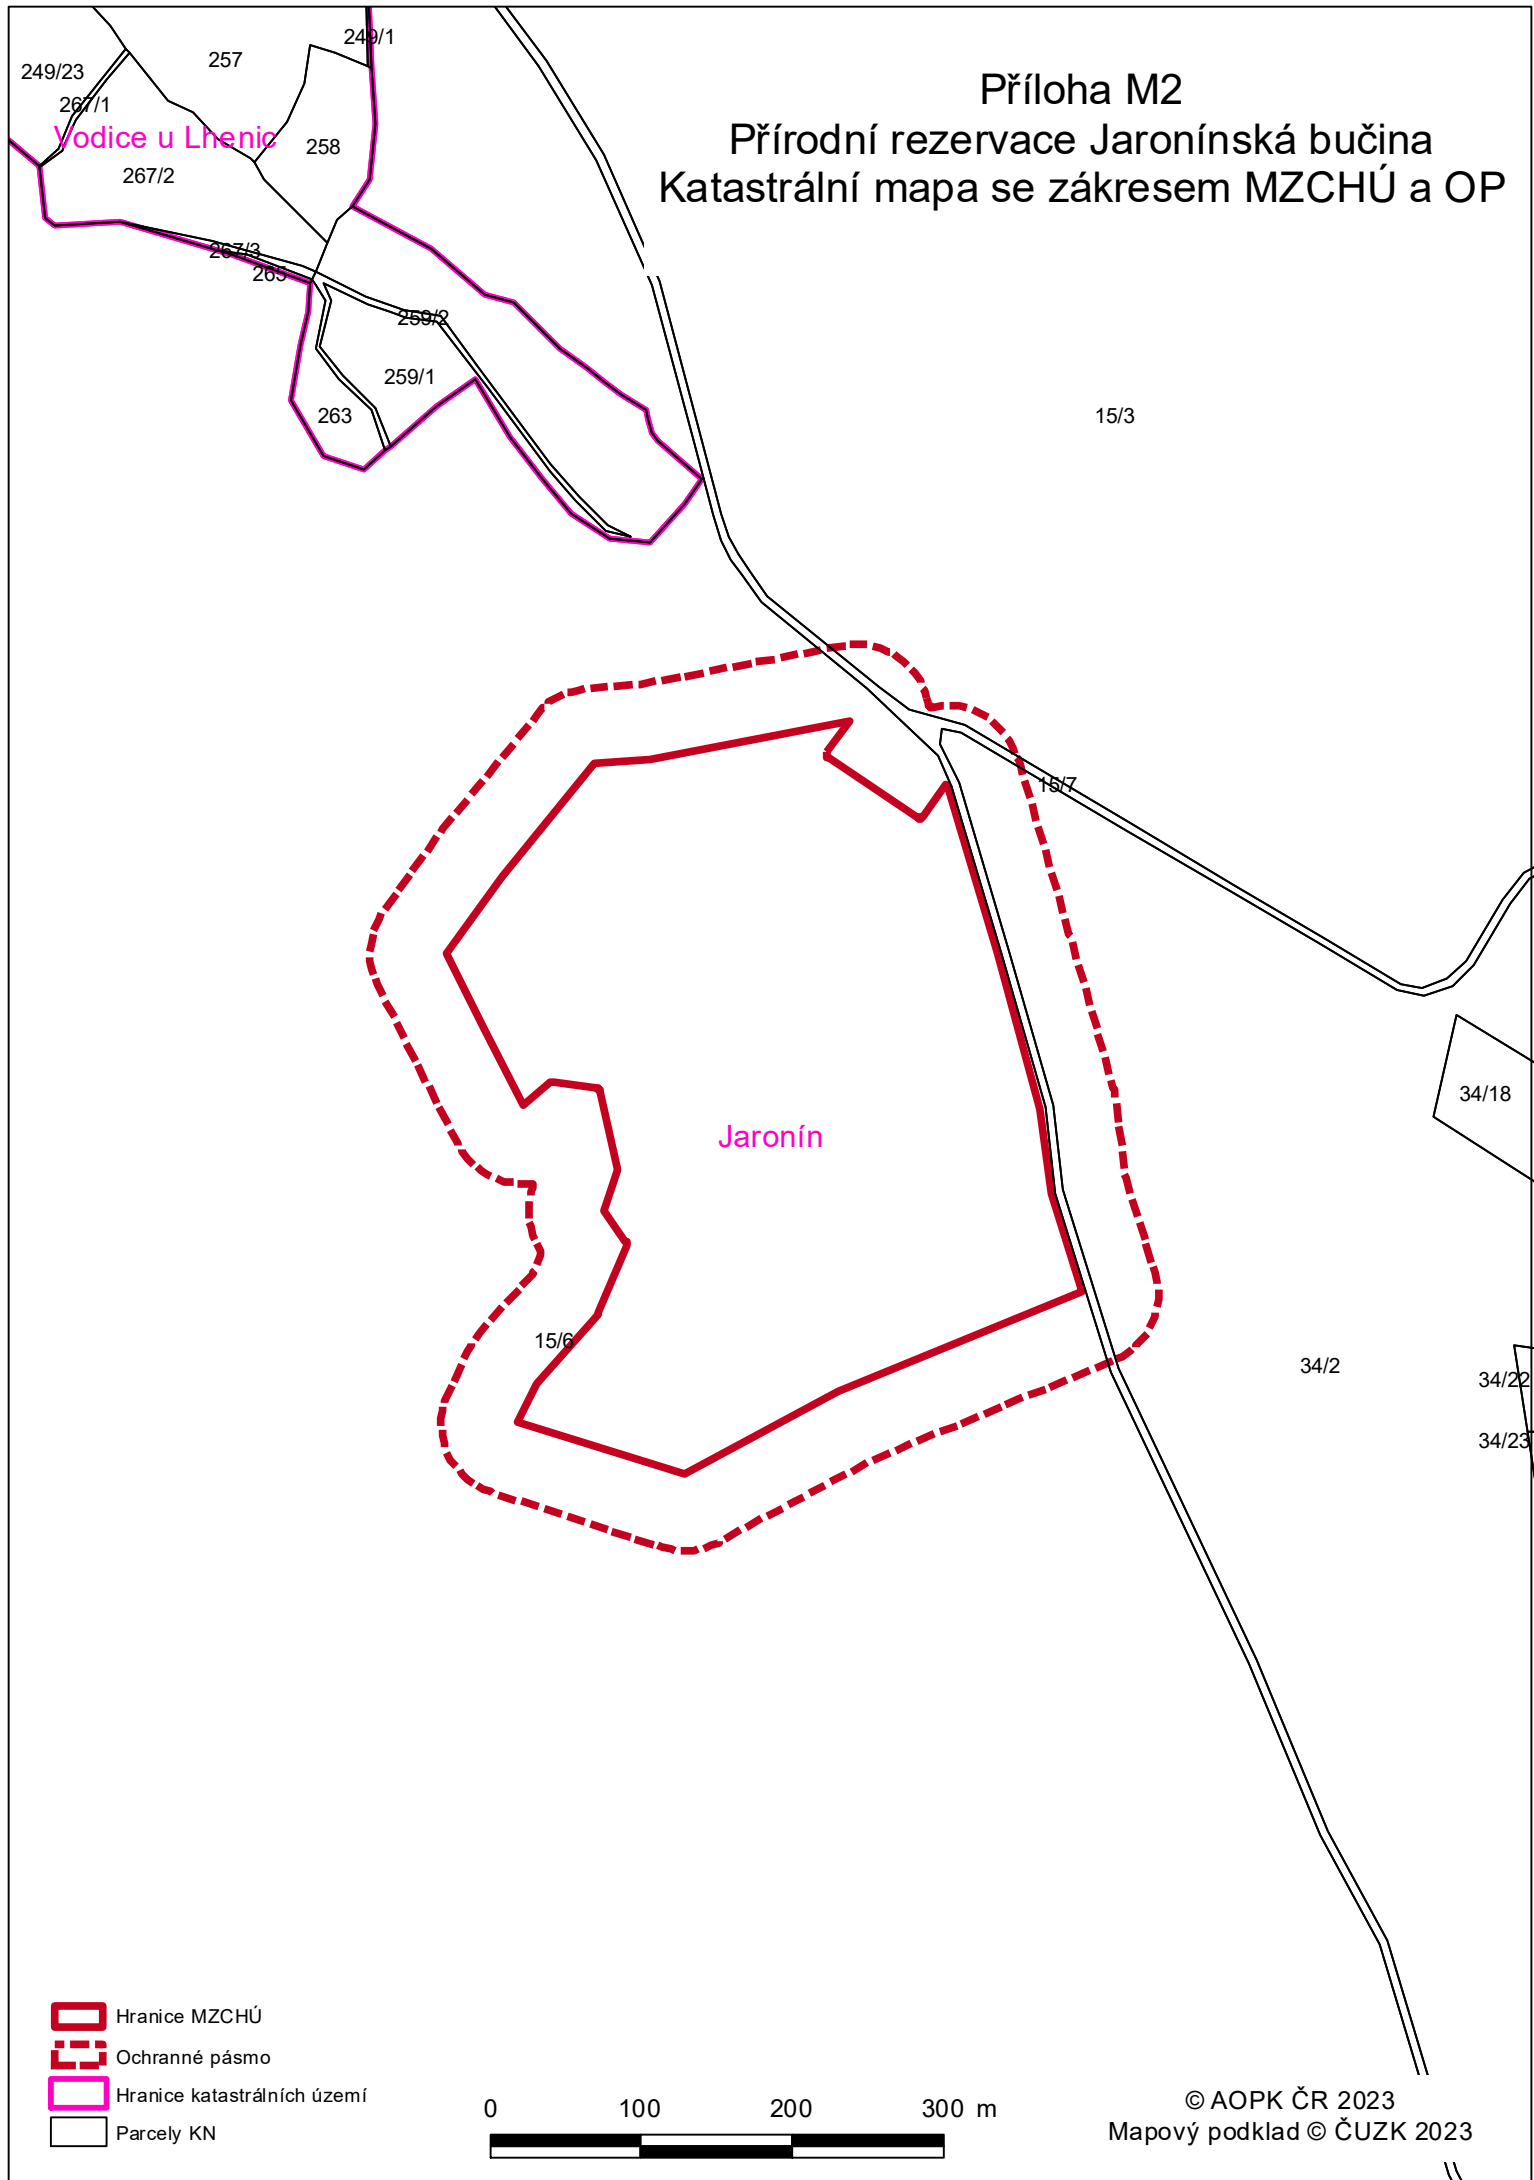 Příloha M2
Přírodní rezervace Jaronínská bučina
Katastrální mapa se zákresem MZCHÚ a OP
249/1
257
249/23
267/1
Vodice u Lhenic
258
267/2
267/3
265
259/2
259/1
263
15/3
15/7
34/18
Jaronín
15/6
34/2
34/22
34/23
Hranice MZCHÚ
Ochranné pásmo
Hranice katastrálních území
Parcely KN
0 100 200 300 m
© AOPK ČR 2023
Mapový podklad © ČUZK 2023